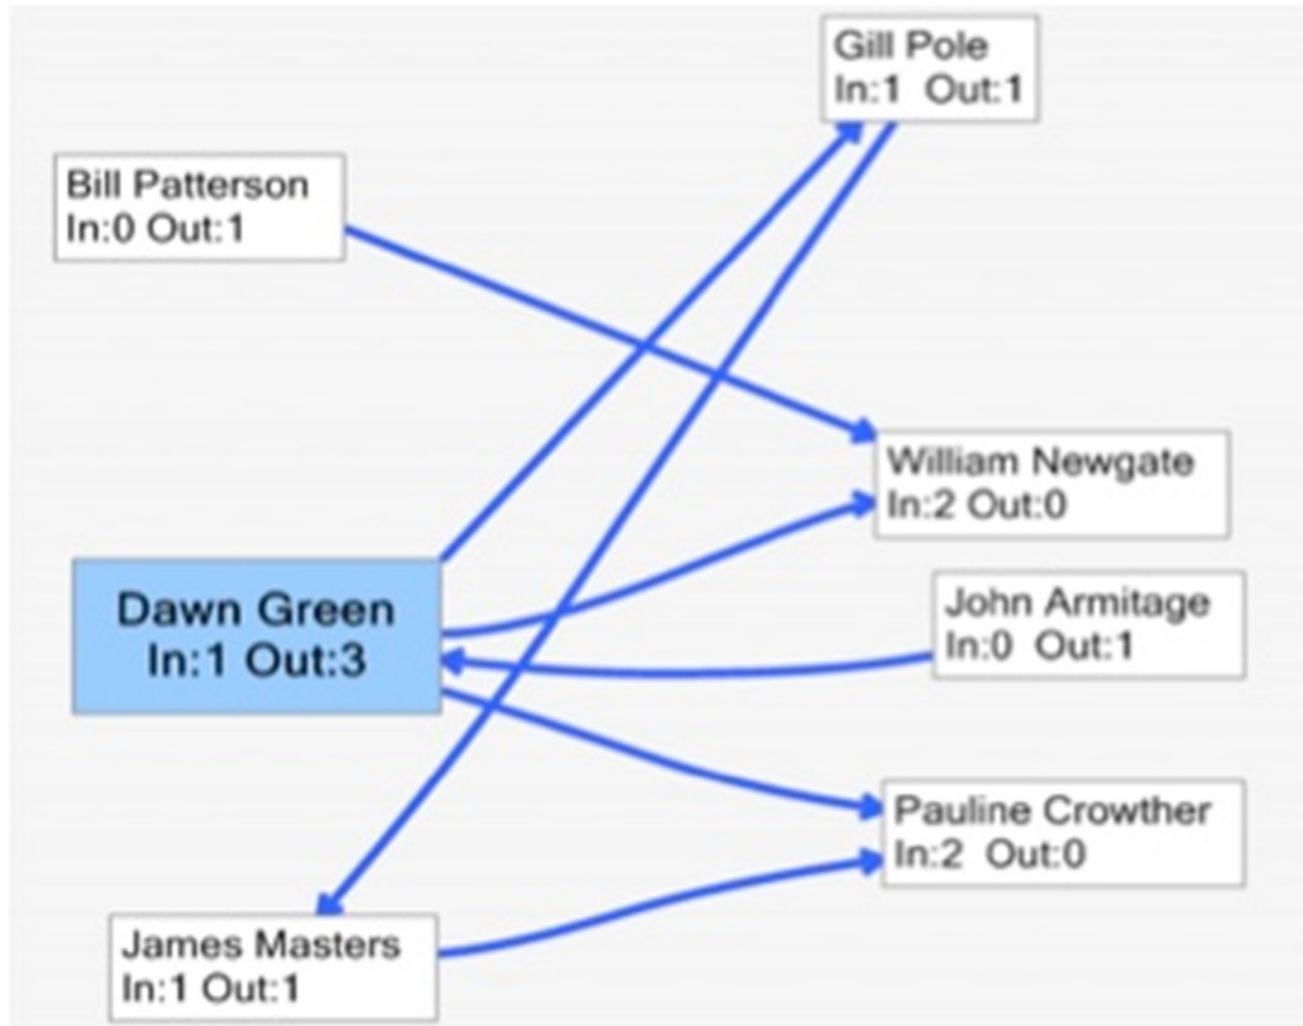 Gill Pole
In:1 Out:1
Bill Patterson
In:0 Out:1
William Newgate
In:2 Out:0
Dawn Green
In:1 Out:3
John Armitage
In:0 Out:1
Pauline Crowther
In:2 Out:0
James Masters
In:1 Out:1